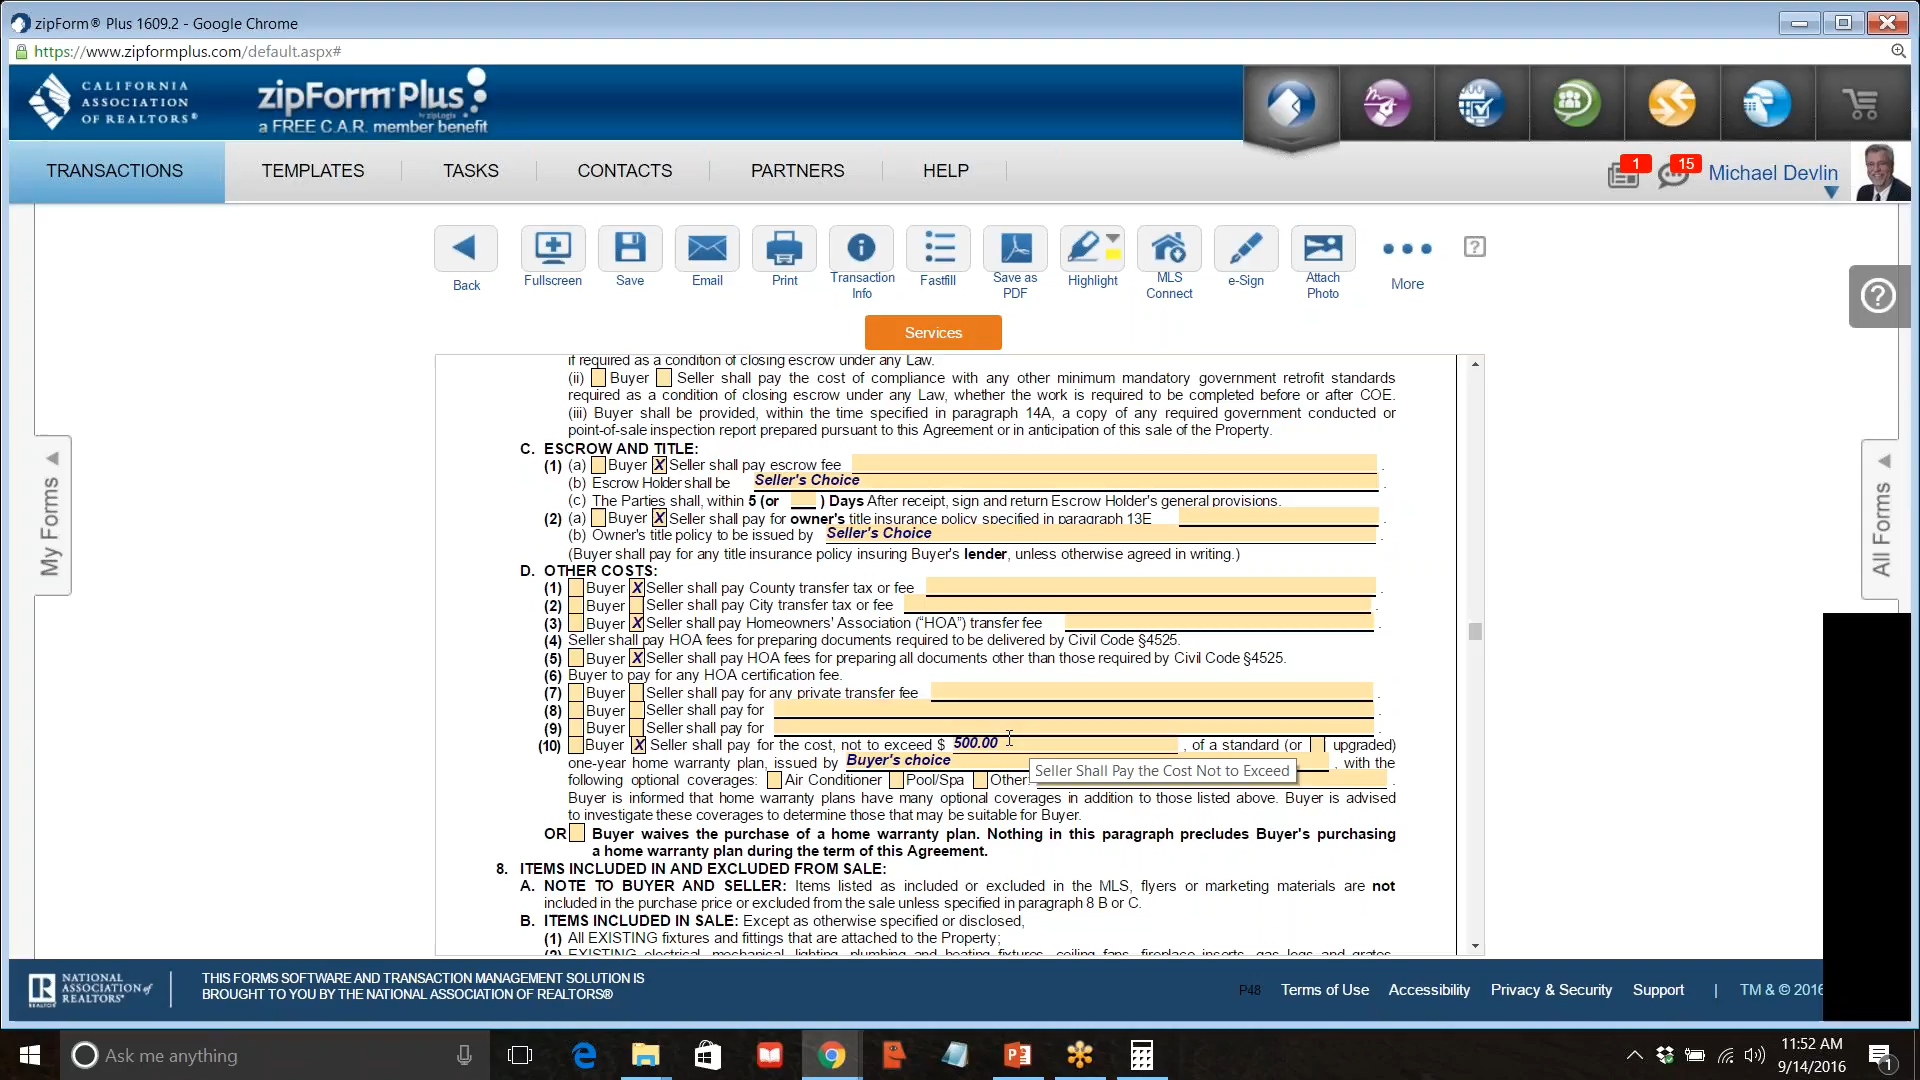 zipForm® Plus 1609.2 - Google Chrome
https://www.zipformplus.com/default.aspx#
CALIFORNIA
ASSOCIATION
OF REALTORS®
zipForm Plus
a FREE C.A.R. member benefit
TRANSACTIONS TEMPLATES TASKS CONTACTS PARTNERS HELP
1 15 Michael Devlin
Back Fullscreen Save Email Print Transaction Info Fastfill Save as PDF Highlight MLS Connect e-Sign Attach Photo More ?
Services
My Forms
All Forms
if required as a condition of closing escrow under any Law.
(ii) Buyer Seller shall pay the cost of compliance with any other minimum mandatory government retrofit standards
required as a condition of closing escrow under any Law, whether the work is required to be completed before or after COE.
(iii) Buyer shall be provided, within the time specified in paragraph 14A, a copy of any required government conducted or
point-of-sale inspection report prepared pursuant to this Agreement or in anticipation of this sale of the Property.
C. ESCROW AND TITLE:
(1) (a) Buyer X Seller shall pay escrow fee .
(b) Escrow Holder shall be Seller's Choice .
(c) The Parties shall, within 5 (or ) Days After receipt, sign and return Escrow Holder's general provisions.
(2) (a) Buyer X Seller shall pay for owner's title insurance policy specified in paragraph 13E .
(b) Owner's title policy to be issued by Seller's Choice .
(Buyer shall pay for any title insurance policy insuring Buyer's lender, unless otherwise agreed in writing.)
D. OTHER COSTS:
(1) Buyer X Seller shall pay County transfer tax or fee .
(2) Buyer Seller shall pay City transfer tax or fee .
(3) Buyer X Seller shall pay Homeowners' Association (“HOA”) transfer fee .
(4) Seller shall pay HOA fees for preparing documents required to be delivered by Civil Code §4525.
(5) Buyer X Seller shall pay HOA fees for preparing all documents other than those required by Civil Code §4525.
(6) Buyer to pay for any HOA certification fee.
(7) Buyer Seller shall pay for any private transfer fee .
(8) Buyer Seller shall pay for .
(9) Buyer Seller shall pay for .
(10) Buyer X Seller shall pay for the cost, not to exceed $ 500.00 , of a standard (or upgraded)
one-year home warranty plan, issued by Buyer's choice , with the
Seller Shall Pay the Cost Not to Exceed
following optional coverages: Air Conditioner Pool/Spa Other: .
Buyer is informed that home warranty plans have many optional coverages in addition to those listed above. Buyer is advised
to investigate these coverages to determine those that may be suitable for Buyer.
OR Buyer waives the purchase of a home warranty plan. Nothing in this paragraph precludes Buyer's purchasing
a home warranty plan during the term of this Agreement.
8. ITEMS INCLUDED IN AND EXCLUDED FROM SALE:
A. NOTE TO BUYER AND SELLER: Items listed as included or excluded in the MLS, flyers or marketing materials are not
included in the purchase price or excluded from the sale unless specified in paragraph 8 B or C.
B. ITEMS INCLUDED IN SALE: Except as otherwise specified or disclosed,
(1) All EXISTING fixtures and fittings that are attached to the Property;
(2) EXISTING electrical, mechanical, lighting, plumbing and heating fixtures, ceiling fans, fireplace inserts, gas logs and grates,
NATIONAL
ASSOCIATION of
REALTORS®
THIS FORMS SOFTWARE AND TRANSACTION MANAGEMENT SOLUTION IS
BROUGHT TO YOU BY THE NATIONAL ASSOCIATION OF REALTORS®
P48 Terms of Use Accessibility Privacy & Security Support | TM & © 2016
Ask me anything
11:52 AM
9/14/2016
1